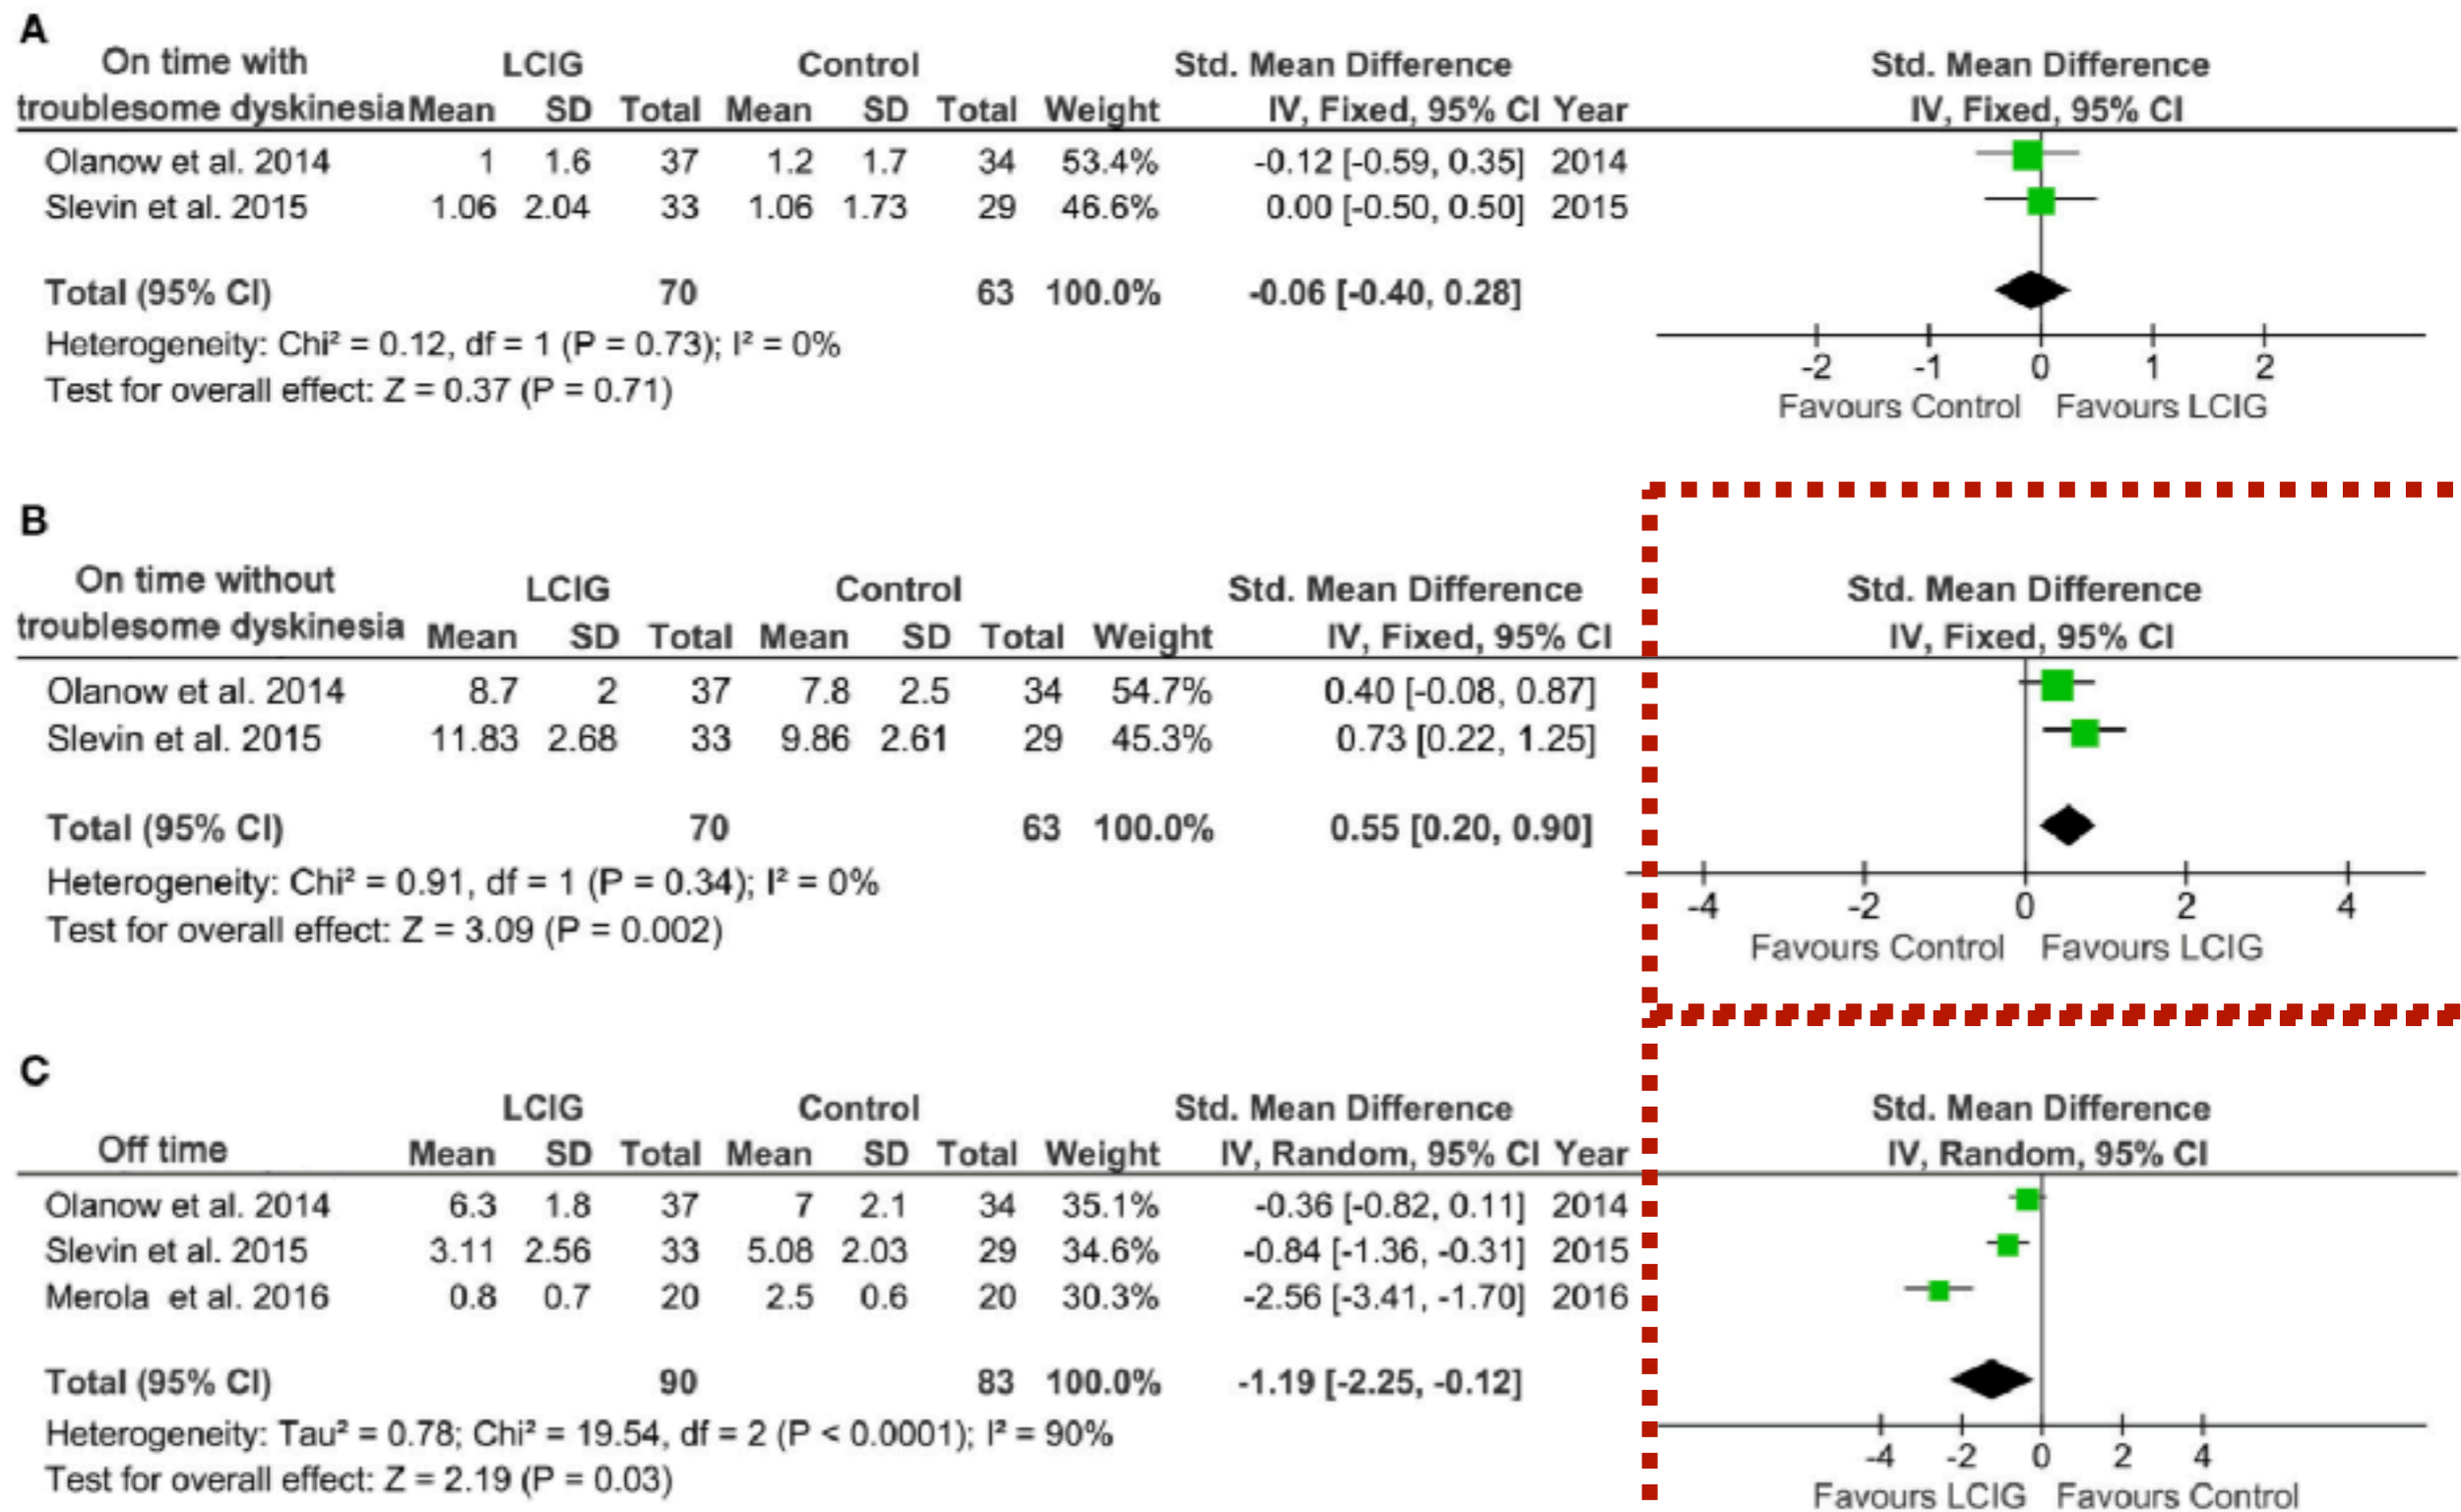 A
On time with LCIG Control Std. Mean Difference Std. Mean Difference
troublesome dyskinesia Mean SD Total Mean SD Total Weight IV, Fixed, 95% CI Year IV, Fixed, 95% CI
Olanow et al. 2014 1 1.6 37 1.2 1.7 34 53.4% -0.12 [-0.59, 0.35] 2014
Slevin et al. 2015 1.06 2.04 33 1.06 1.73 29 46.6% 0.00 [-0.50, 0.50] 2015
Total (95% CI) 70 63 100.0% -0.06 [-0.40, 0.28]
Heterogeneity: Chi² = 0.12, df = 1 (P = 0.73); I² = 0%
-2 -1 0 1 2
Test for overall effect: Z = 0.37 (P = 0.71)
Favours Control Favours LCIG
B
On time without LCIG Control Std. Mean Difference Std. Mean Difference
troublesome dyskinesia Mean SD Total Mean SD Total Weight IV, Fixed, 95% CI IV, Fixed, 95% CI
Olanow et al. 2014 8.7 2 37 7.8 2.5 34 54.7% 0.40 [-0.08, 0.87]
Slevin et al. 2015 11.83 2.68 33 9.86 2.61 29 45.3% 0.73 [0.22, 1.25]
Total (95% CI) 70 63 100.0% 0.55 [0.20, 0.90]
Heterogeneity: Chi² = 0.91, df = 1 (P = 0.34); I² = 0%
-4 -2 0 2 4
Test for overall effect: Z = 3.09 (P = 0.002)
Favours Control Favours LCIG
C
LCIG Control Std. Mean Difference Std. Mean Difference
Off time Mean SD Total Mean SD Total Weight IV, Random, 95% CI Year IV, Random, 95% CI
Olanow et al. 2014 6.3 1.8 37 7 2.1 34 35.1% -0.36 [-0.82, 0.11] 2014
Slevin et al. 2015 3.11 2.56 33 5.08 2.03 29 34.6% -0.84 [-1.36, -0.31] 2015
Merola et al. 2016 0.8 0.7 20 2.5 0.6 20 30.3% -2.56 [-3.41, -1.70] 2016
Total (95% CI) 90 83 100.0% -1.19 [-2.25, -0.12]
Heterogeneity: Tau² = 0.78; Chi² = 19.54, df = 2 (P < 0.0001); I² = 90%
-4 -2 0 2 4
Test for overall effect: Z = 2.19 (P = 0.03)
Favours LCIG Favours Control